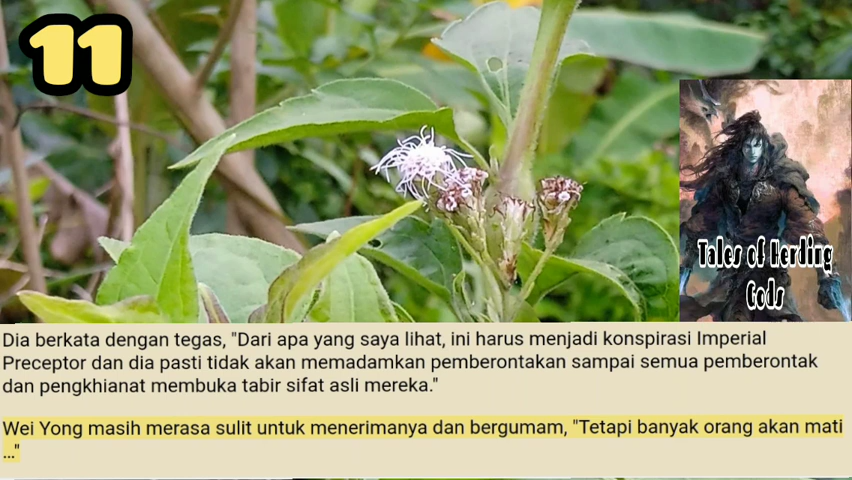 11
Tales of Herding
Gods
Dia berkata dengan tegas, "Dari apa yang saya lihat, ini harus menjadi konspirasi Imperial
Preceptor dan dia pasti tidak akan memadamkan pemberontakan sampai semua pemberontak
dan pengkhianat membuka tabir sifat asli mereka."
Wei Yong masih merasa sulit untuk menerimanya dan bergumam, "Tetapi banyak orang akan mati
..."